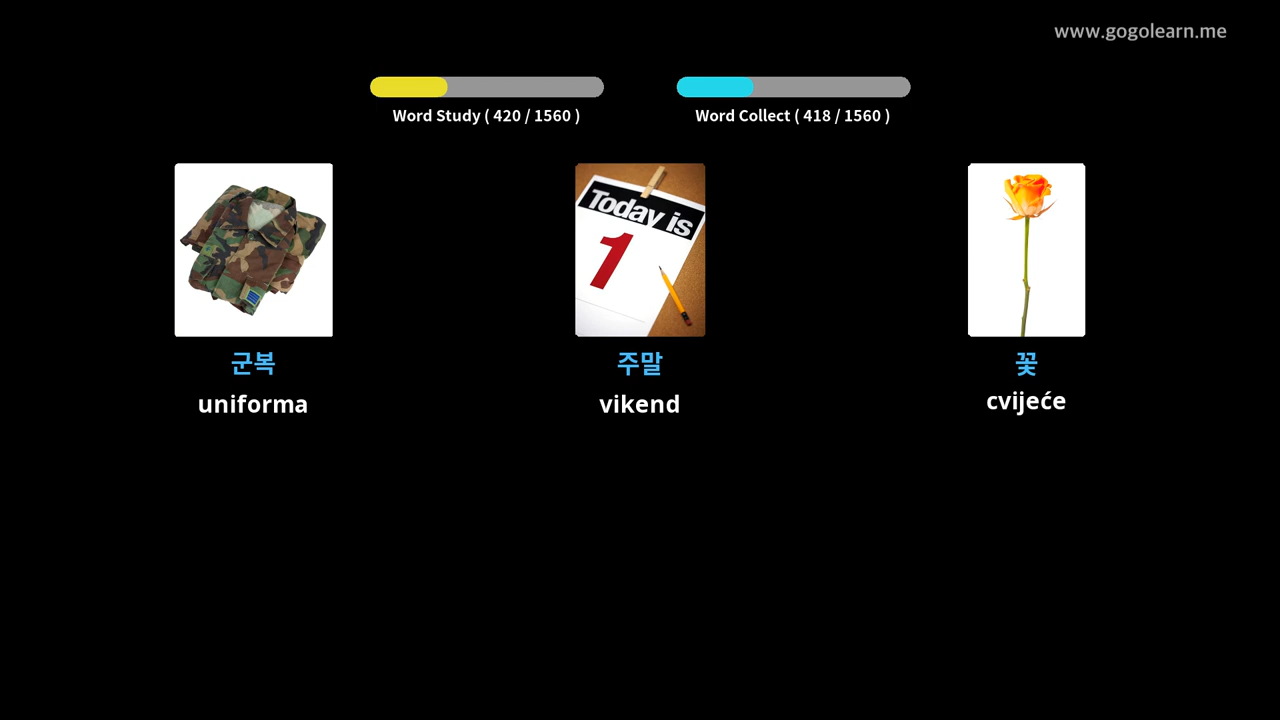 www.gogolearn.me
Word Study ( 420 / 1560 )
Word Collect ( 418 / 1560 )
Today is
1
군복
주말
꽃
uniforma
vikend
cvijeće